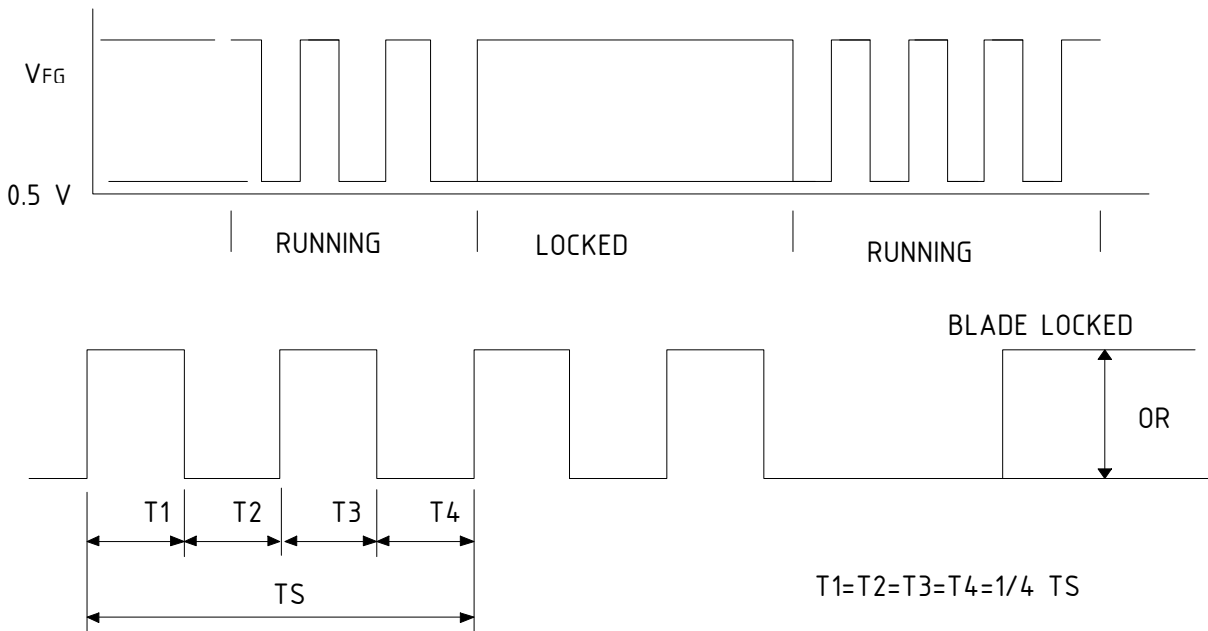 VFG
0.5 V
RUNNING
LOCKED
RUNNING
BLADE LOCKED
OR
T1
T2
T3
T4
TS
T1=T2=T3=T4=1/4 TS